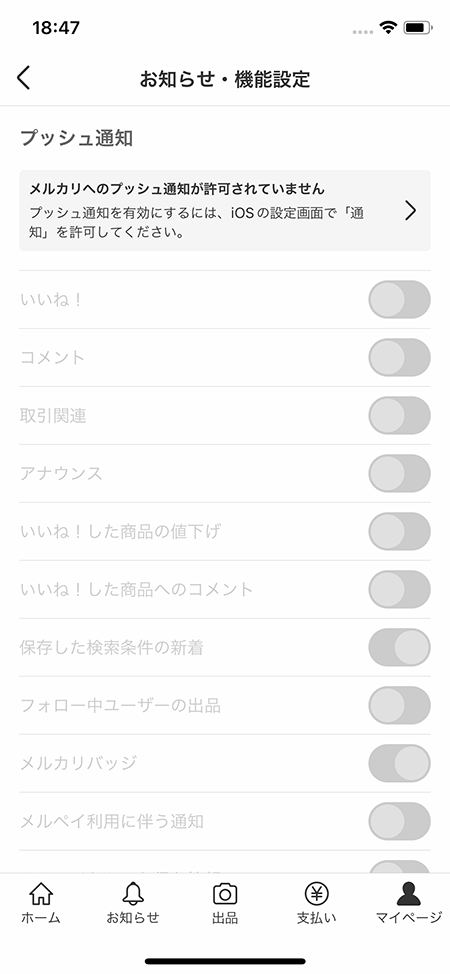 18:47
お知らせ・機能設定
プッシュ通知
メルカリへのプッシュ通知が許可されていません
プッシュ通知を有効にするには、iOSの設定画面で「通
知」を許可してください。
いいね！
コメント
取引関連
アナウンス
いいね！した商品の値下げ
いいね！した商品へのコメント
保存した検索条件の新着
フォロー中ユーザーの出品
メルカリバッジ
メルペイ利用に伴う通知
ホーム
お知らせ
出品
支払い
マイページ